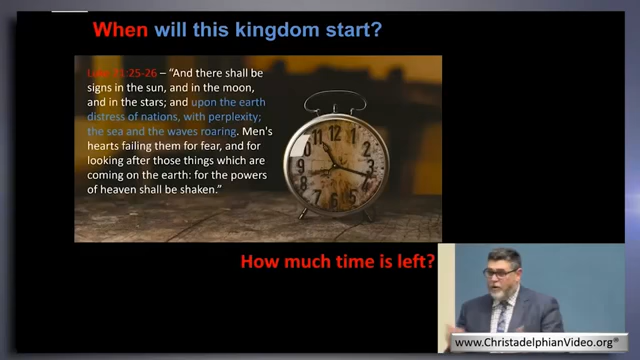 When will this kingdom start?
Luke 21:25-26 – “And there shall be
signs in the sun, and in the moon,
and in the stars; and upon the earth
distress of nations, with perplexity;
the sea and the waves roaring. Men's
hearts failing them for fear, and for
looking after those things which are
coming on the earth: for the powers
of heaven shall be shaken.”
How much time is left?
www.ChristadelphianVideo.org®